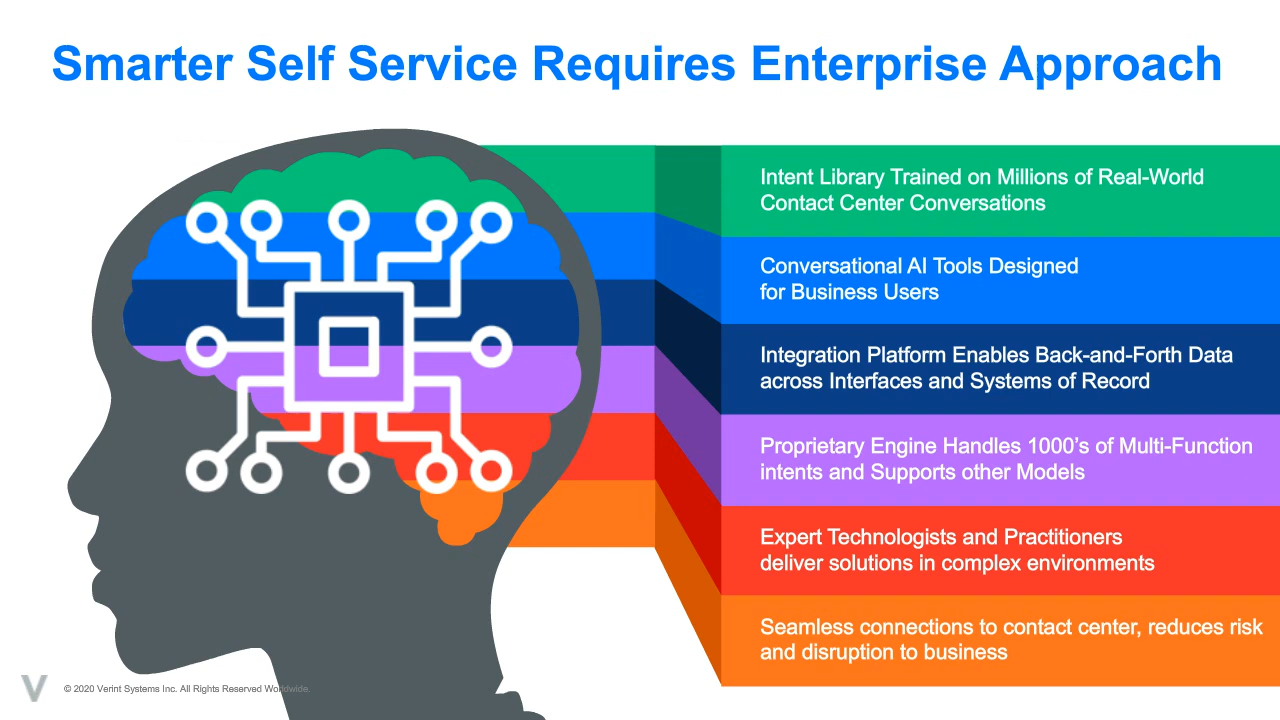 Smarter Self Service Requires Enterprise Approach
Intent Library Trained on Millions of Real-World
Contact Center Conversations
Conversational AI Tools Designed
for Business Users
Integration Platform Enables Back-and-Forth Data
across Interfaces and Systems of Record
Proprietary Engine Handles 1000’s of Multi-Function
intents and Supports other Models
Expert Technologists and Practitioners
deliver solutions in complex environments
Seamless connections to contact center, reduces risk
and disruption to business
© 2020 Verint Systems Inc. All Rights Reserved Worldwide.